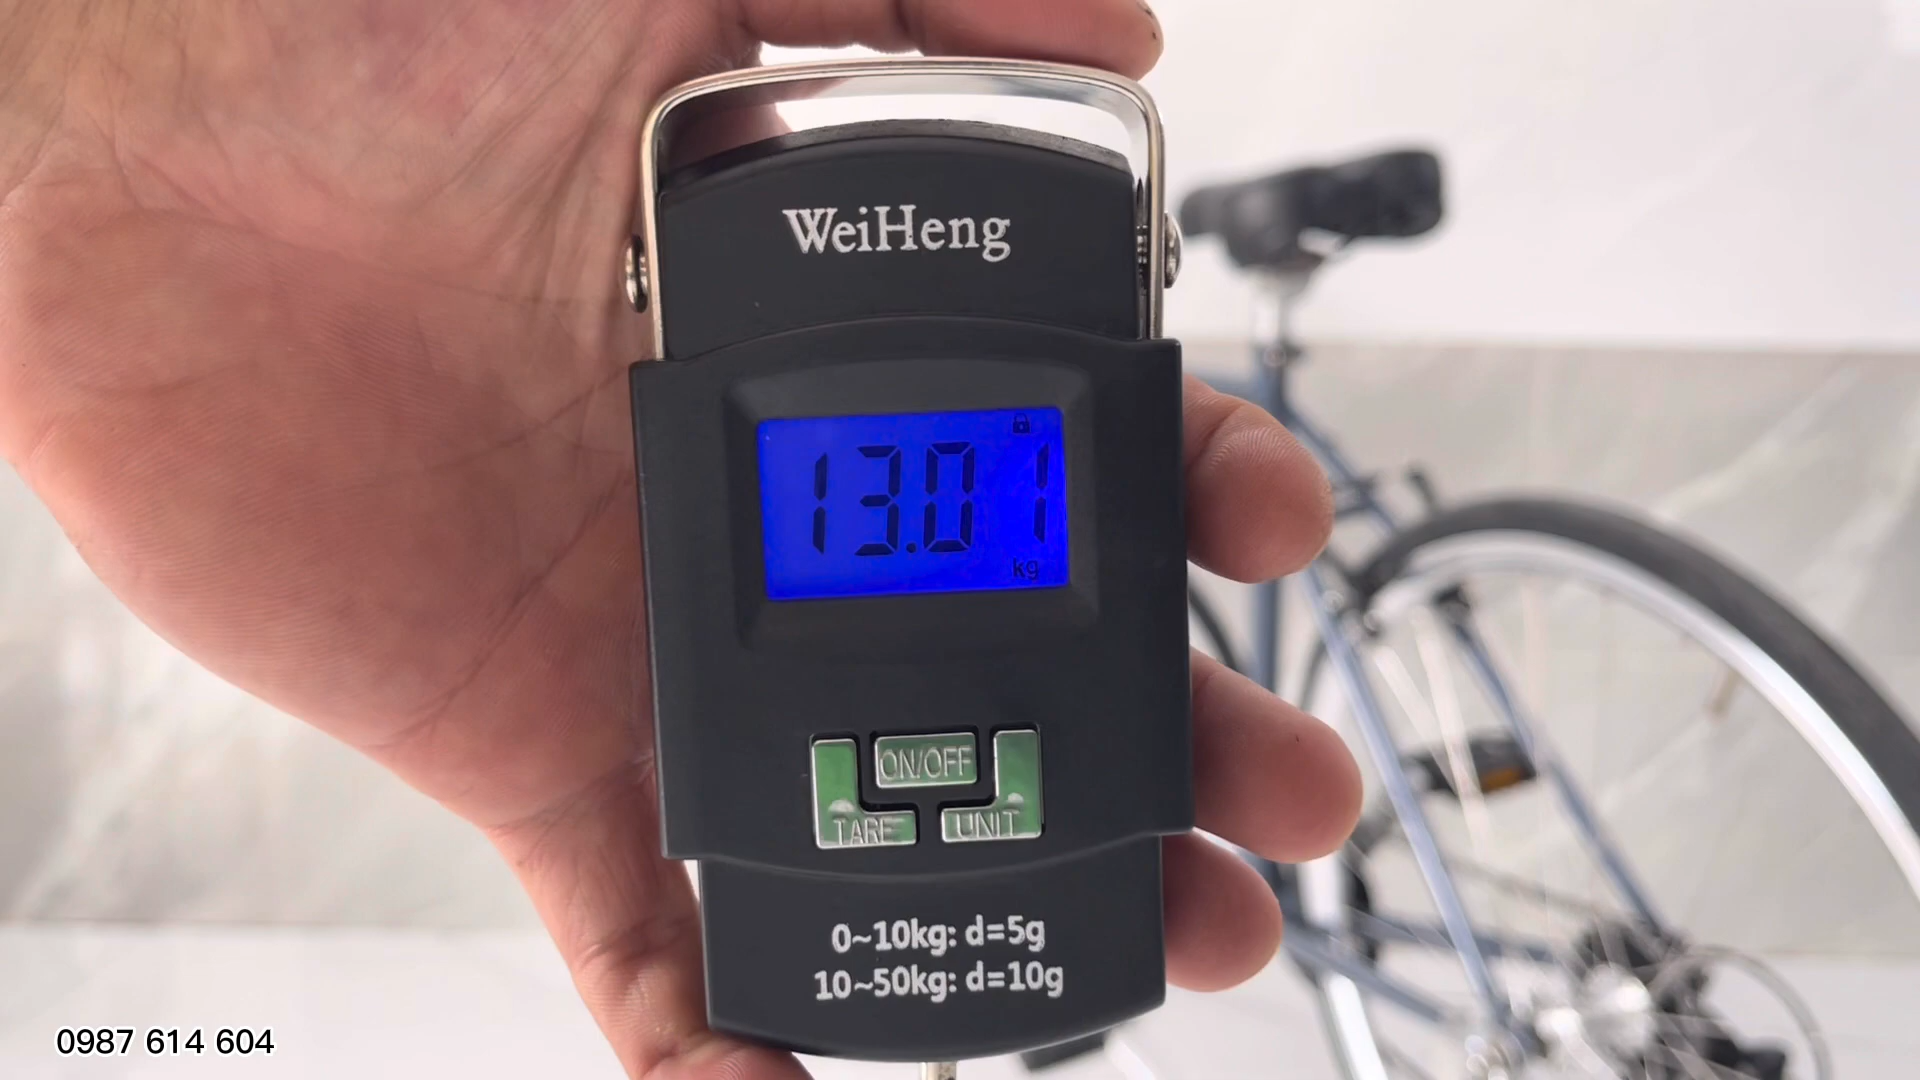 WeiHeng
13.01
kg
ON/OFF
TARE
UNIT
0~10kg: d=5g
10~50kg: d=10g
0987 614 604